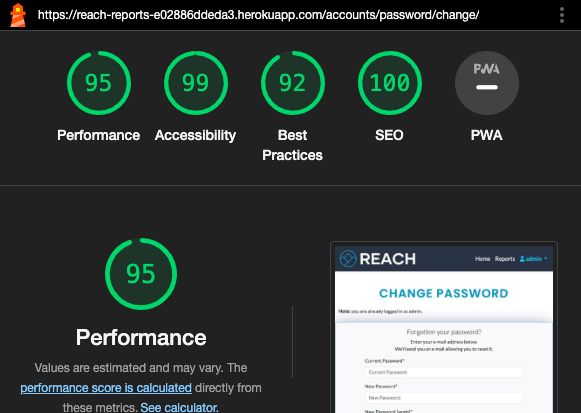 https://reach-reports-e02886ddeda3.herokuapp.com/accounts/password/change/
95
99
92
100
PWA
Performance
Accessibility
Best
Practices
SEO
PWA
95
Performance
Values are estimated and may vary. The
performance score is calculated directly from
these metrics. See calculator.
REACH
Home
Reports
admin
CHANGE PASSWORD
Note: you are already logged in as admin.
Forgotten your password?
Enter your e-mail address below.
We'll send you an e-mail allowing you to reset it.
Current Password*
Current Password
New Password*
New Password
New Password (again)*